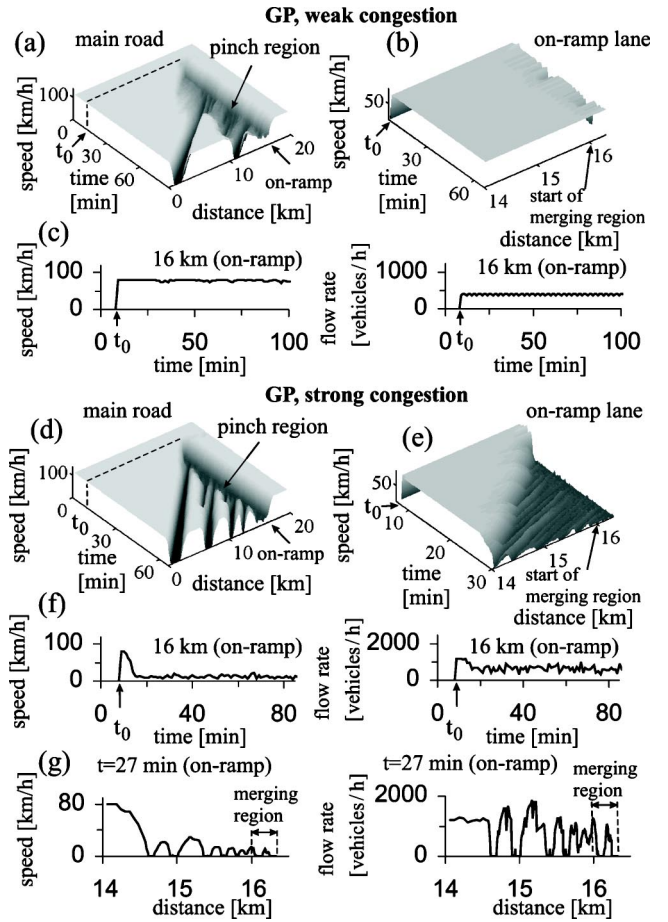 GP, weak congestion
(a)
main road
pinch region
speed [km/h]
100
0
t0
30
60
time
[min]
0
10
20
on-ramp
distance [km]
(b)
on-ramp lane
speed [km/h]
50
t0
30
60
time
[min]
14
15
16
start of
merging region
distance [km]
(c)
speed [km/h]
100
0
16 km (on-ramp)
0
t0
50
100
time [min]
flow rate
[vehicles/h]
1000
0
16 km (on-ramp)
0
t0
50
100
time [min]
GP, strong congestion
(d)
main road
pinch region
speed [km/h]
100
0
t0
30
60
time
[min]
0
10
20
on-ramp
distance [km]
(e)
on-ramp lane
speed [km/h]
50
t0
10
20
30
time
[min]
14
15
16
start of
merging region
distance [km]
(f)
speed [km/h]
100
0
16 km (on-ramp)
0
t0
40
80
time [min]
flow rate
[vehicles/h]
2000
0
16 km (on-ramp)
0
t0
40
80
time [min]
(g)
t=27 min (on-ramp)
speed [km/h]
80
0
merging
region
14
15
16
distance [km]
t=27 min (on-ramp)
flow rate
[vehicles/h]
2000
0
merging
region
14
15
16
distance [km]